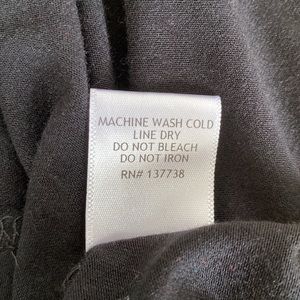 MACHINE WASH COLD
LINE DRY
DO NOT BLEACH
DO NOT IRON
RN# 137738